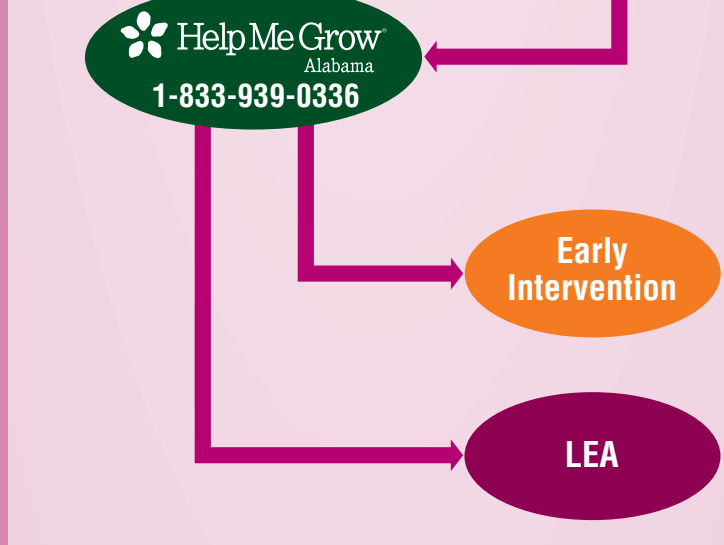 Help Me Grow®
Alabama
1-833-939-0336
Early
Intervention
LEA